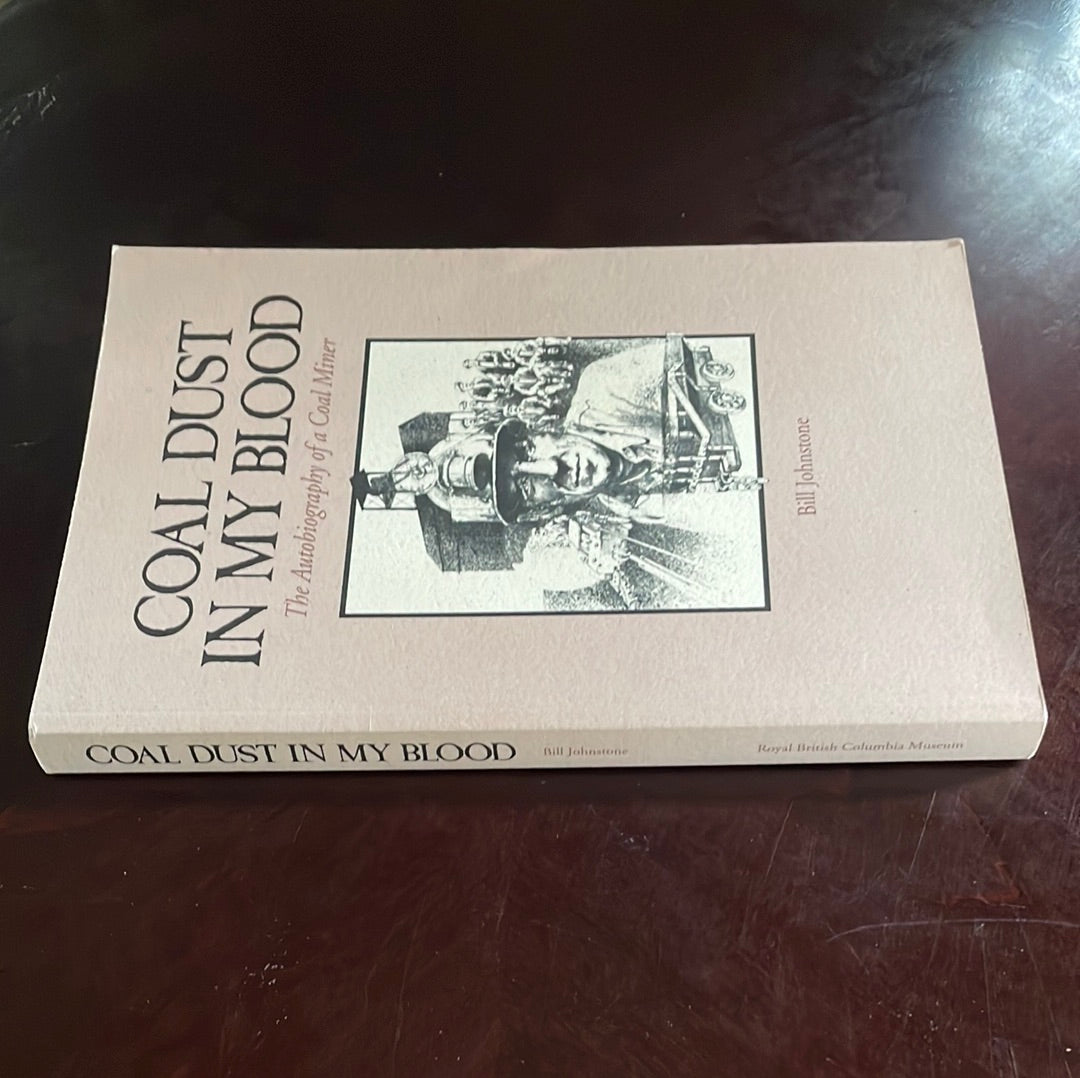 COAL DUST
IN MY BLOOD
The Autobiography of a Coal Miner
Bill Johnstone
COAL DUST IN MY BLOOD Bill Johnstone Royal British Columbia Museum